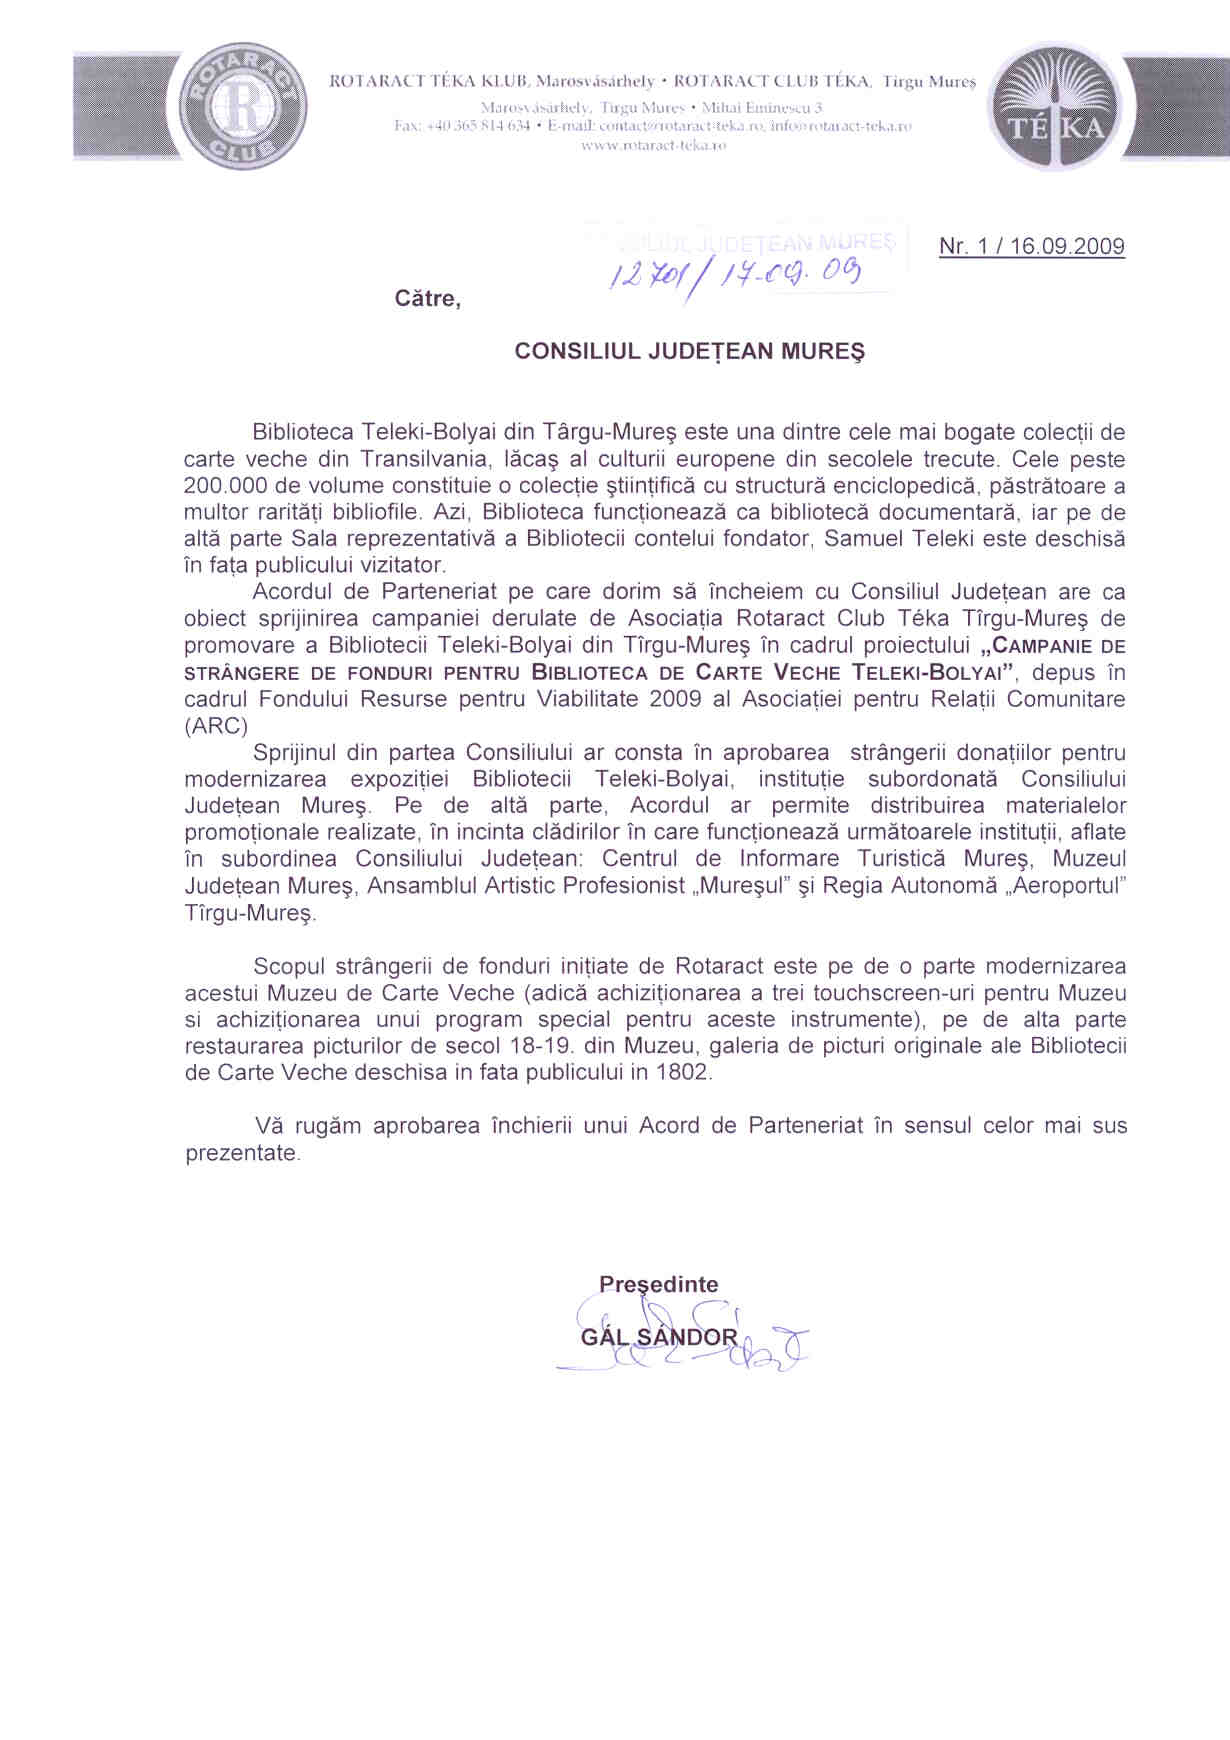 ROTARACT CLUB
R
ROTARACT TÉKA KLUB, Marosvásárhely • ROTARACT CLUB TÉKA, Tîrgu Mureş
Marosvásárhely, Tîrgu Mures • Mihai Eminescu 3
Fax: +40 365 814 634 • E-mail: contact@rotaract-teka.ro, info@rotaract-teka.ro
www.rotaract-teka.ro
TÉKA
JUDEŢEAN MUREŞ
12701/17.09.09
Nr. 1 / 16.09.2009
Către,
CONSILIUL JUDEŢEAN MUREŞ
Biblioteca Teleki-Bolyai din Târgu-Mureş este una dintre cele mai bogate colecţii de
carte veche din Transilvania, lăcaş al culturii europene din secolele trecute. Cele peste
200.000 de volume constituie o colecţie ştiinţifică cu structură enciclopedică, păstrătoare a
multor rarităţi bibliofile. Azi, Biblioteca funcţionează ca bibliotecă documentară, iar pe de
altă parte Sala reprezentativă a Bibliotecii contelui fondator, Samuel Teleki este deschisă
în faţa publicului vizitator.
Acordul de Parteneriat pe care dorim să încheiem cu Consiliul Judeţean are ca
obiect sprijinirea campaniei derulate de Asociaţia Rotaract Club Téka Tîrgu-Mureş de
promovare a Bibliotecii Teleki-Bolyai din Tîrgu-Mureş în cadrul proiectului „CAMPANIE DE
STRÂNGERE DE FONDURI PENTRU BIBLIOTECA DE CARTE VECHE TELEKI-BOLYAI”, depus în
cadrul Fondului Resurse pentru Viabilitate 2009 al Asociaţiei pentru Relaţii Comunitare
(ARC)
Sprijinul din partea Consiliului ar consta în aprobarea strângerii donaţiilor pentru
modernizarea expoziţiei Bibliotecii Teleki-Bolyai, instituţie subordonată Consiliului
Judeţean Mureş. Pe de altă parte, Acordul ar permite distribuirea materialelor
promoţionale realizate, în incinta clădirilor în care funcţionează următoarele instituţii, aflate
în subordinea Consiliului Judeţean: Centrul de Informare Turistică Mureş, Muzeul
Judeţean Mureş, Ansamblul Artistic Profesionist „Mureşul” şi Regia Autonomă „Aeroportul”
Tîrgu-Mureş.
Scopul strângerii de fonduri iniţiate de Rotaract este pe de o parte modernizarea
acestui Muzeu de Carte Veche (adică achiziţionarea a trei touchscreen-uri pentru Muzeu
si achiziţionarea unui program special pentru aceste instrumente), pe de alta parte
restaurarea picturilor de secol 18-19. din Muzeu, galeria de picturi originale ale Bibliotecii
de Carte Veche deschisa in fata publicului in 1802.
Vă rugăm aprobarea închierii unui Acord de Parteneriat în sensul celor mai sus
prezentate.
Preşedinte
GÁL SÁNDOR